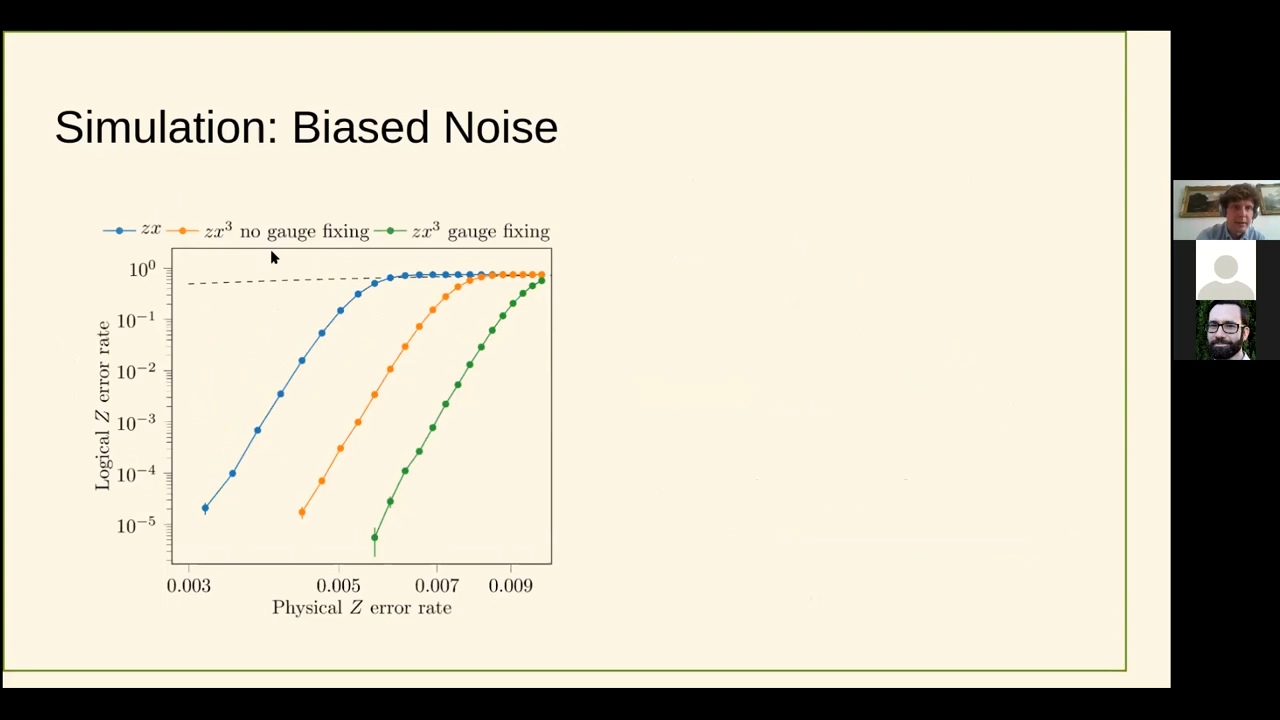 Simulation: Biased Noise
zx zx³ no gauge fixing zx³ gauge fixing
10⁰
10⁻¹
10⁻²
10⁻³
10⁻⁴
10⁻⁵
Logical Z error rate
0.003 0.005 0.007 0.009
Physical Z error rate